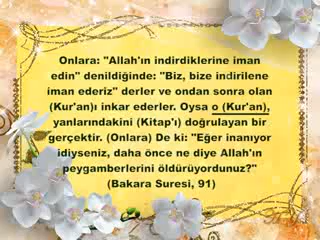 Onlara: "Allah'ın indirdiklerine iman
edin" denildiğinde: "Biz, bize indirilene
iman ederiz" derler ve ondan sonra olan
(Kur'an)ı inkar ederler. Oysa o (Kur'an),
yanlarındakini (Kitap'ı) doğrulayan bir
gerçektir. (Onlara) De ki: "Eğer inanıyor
idiyseniz, daha önce ne diye Allah'ın
peygamberlerini öldürüyordunuz?"
(Bakara Suresi, 91)